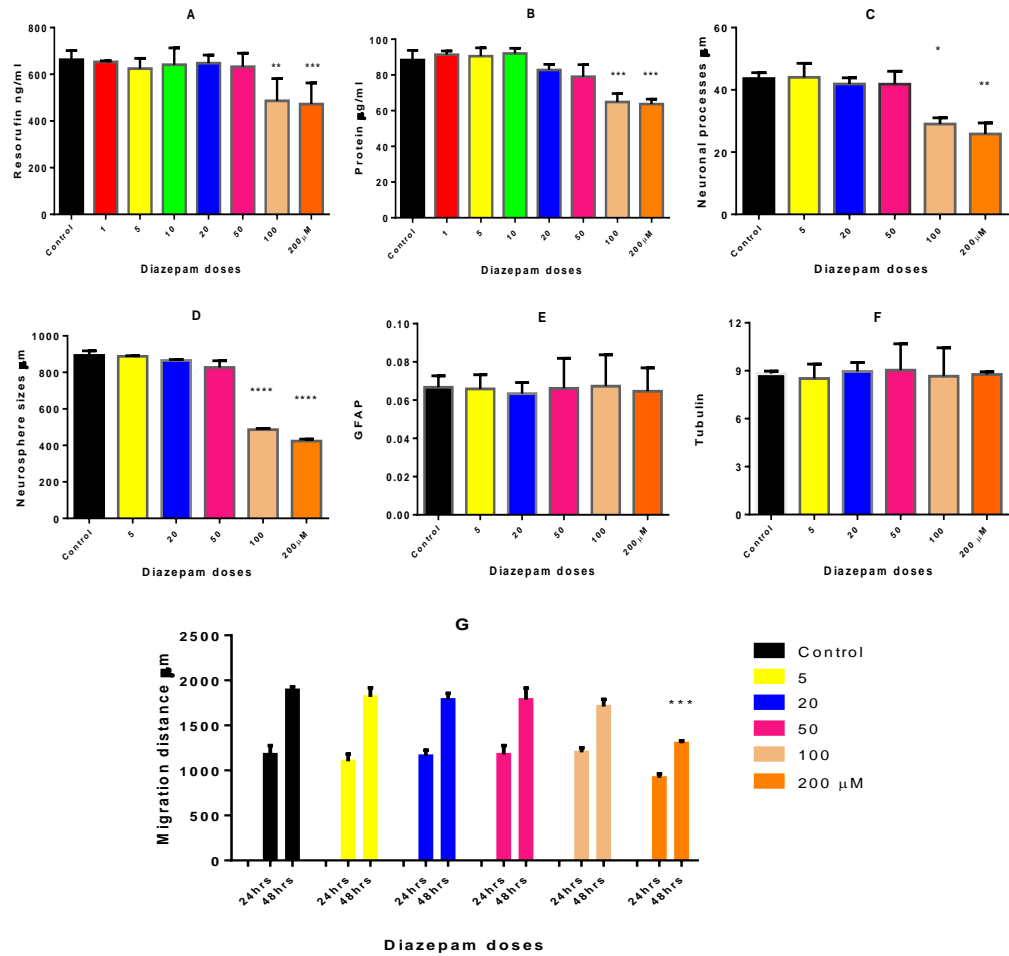 A
Resorufin ng/ml
800
600
400
200
0
Control
1
5
10
20
50
100
200µM
**
***
Diazepam doses
B
Protein µg/ml
100
80
60
40
20
0
Control
1
5
10
20
50
100
200µM
***
***
Diazepam doses
C
Neuronal processes µm
60
40
20
0
Control
5
20
50
100
200µM
*
**
Diazepam doses
D
Neurosphere sizes µm
1000
800
600
400
200
0
Control
5
20
50
100
200µM
****
****
Diazepam doses
E
GFAP
0.10
0.08
0.06
0.04
0.02
0.00
Control
5
20
50
100
200µM
Diazepam doses
F
Tubulin
12
9
6
3
0
Control
5
20
50
100
200µM
Diazepam doses
G
Migration distance µm
2500
2000
1500
1000
500
0
24hrs
48hrs
24hrs
48hrs
24hrs
48hrs
24hrs
48hrs
24hrs
48hrs
24hrs
48hrs
***
Diazepam doses
Control
5
20
50
100
200 µM